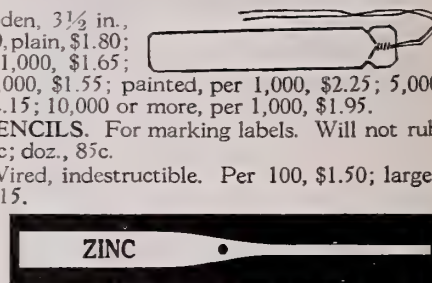 den, 3½ in.,
plain, $1.80;
1,000, $1.65;
000, $1.55; painted, per 1,000, $2.25; 5,000
.15; 10,000 or more, per 1,000, $1.95.
ENCILS. For marking labels. Will not rub
c; doz., 85c.
Wired, indestructible. Per 100, $1.50; large
15.
ZINC